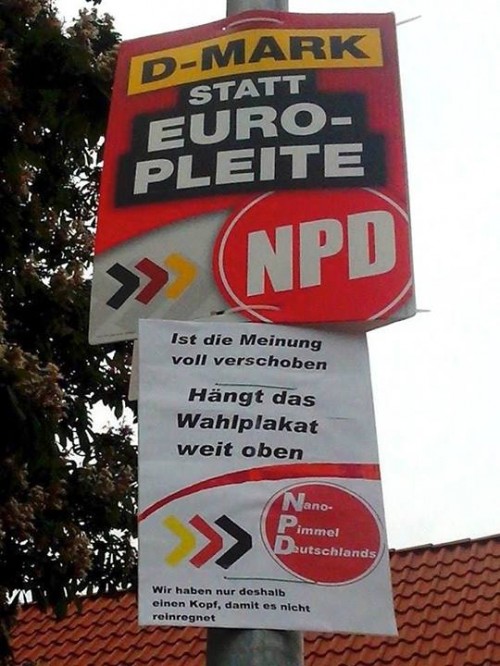 D-MARK
STATT
EURO-
PLEITE
NPD
Ist die Meinung
voll verschoben
Hängt das
Wahlplakat
weit oben
Nano-
Pimmel
Deutschlands
Wir haben nur deshalb
einen Kopf, damit es nicht
reinregnet